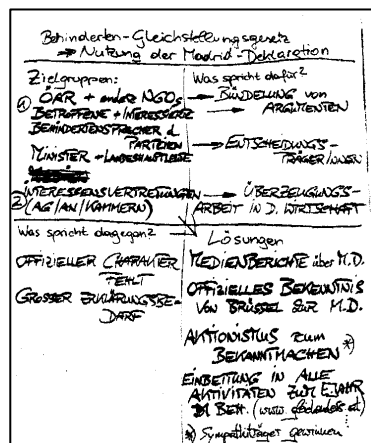 Behinderten-Gleichstellungsgesetz
⇒ Nutzung der Madrid-Deklaration
Zielgruppen:
① ÖAR + andere NGOs
BETROFFENE + INTERESSIERTE
BEHINDERTENSPRECHER d.
PARTEIEN
MINISTER + LANDESHAUPTLEUTE
2) INTERESSENSVERTRETUNGEN
(AG/AN/KAMMERN)
Was spricht dafür?
→ BÜNDELUNG VON
→ ARGUMENTEN
→ ENTSCHEIDUNGS-
TRÄGER/INNEN
→ ÜBERZEUGUNGS-
ARBEIT IN D. WIRTSCHAFT
Was spricht dagegen?
OFFIZIELLER CHARAKTER
FEHLT
GROSSER ERKLÄRUNGSBE-
DARF
Lösungen
MEDIENBERICHTE über M.D.
OFFIZIELLES BEKENNTNIS
VON BRÜSSEL ZUR M.D.
AKTIONISMUS ZUM
BEKANNTMACHEN *)
EINBETTUNG IN ALLE
AKTIVITÄTEN ZUM EJAHR
D. BEH. (www.
*) Sympathieträger gewinnen